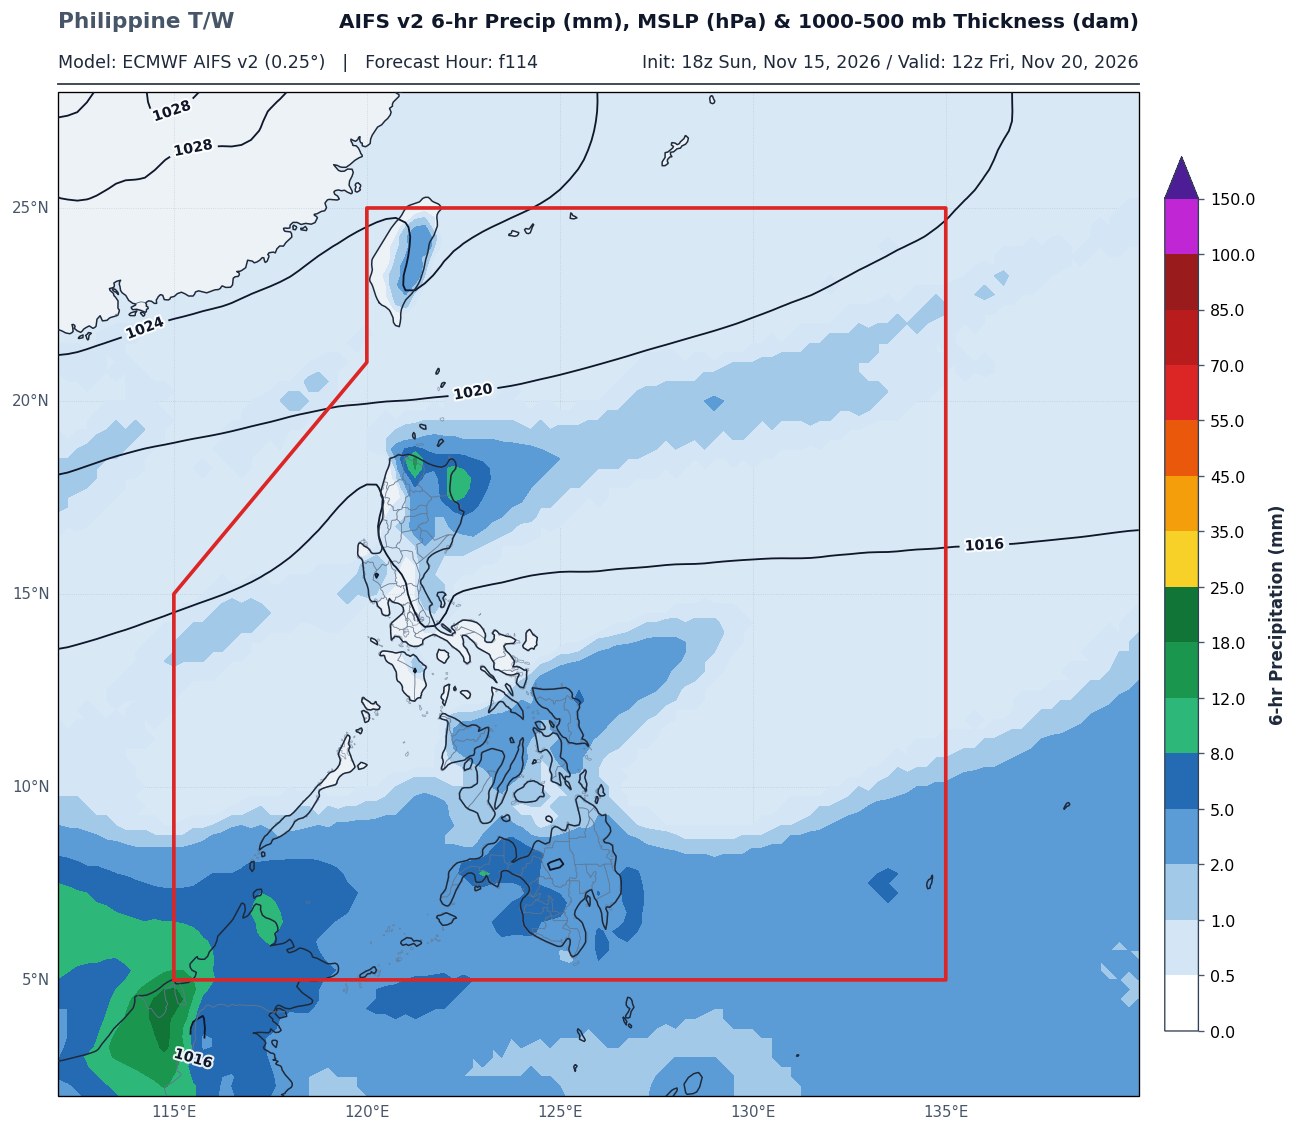 Philippine T/W
AIFS v2 6-hr Precip (mm), MSLP (hPa) & 1000-500 mb Thickness (dam)
Model: ECMWF AIFS v2 (0.25°) | Forecast Hour: f114
Init: 18z Sun, Nov 15, 2026 / Valid: 12z Fri, Nov 20, 2026
1028
1028
1024
1020
1016
1016
25°N
20°N
15°N
10°N
5°N
115°E
120°E
125°E
130°E
135°E
150.0
100.0
85.0
70.0
55.0
45.0
35.0
25.0
18.0
12.0
8.0
5.0
2.0
1.0
0.5
0.0
6-hr Precipitation (mm)